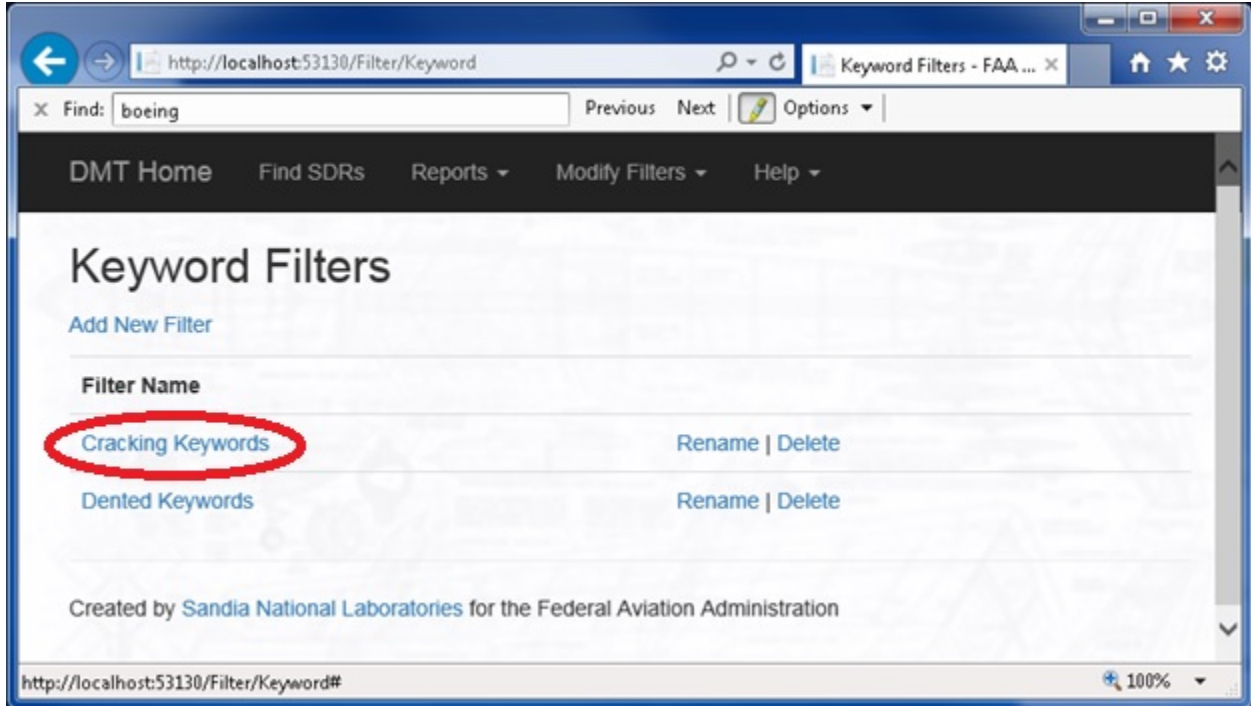 http://localhost:53130/Filter/Keyword
Keyword Filters - FAA ...
Find: boeing Previous Next Options
DMT Home Find SDRs Reports Modify Filters Help
Keyword Filters
Add New Filter
Filter Name
Cracking Keywords Rename | Delete
Dented Keywords Rename | Delete
Created by Sandia National Laboratories for the Federal Aviation Administration
http://localhost:53130/Filter/Keyword# 100%